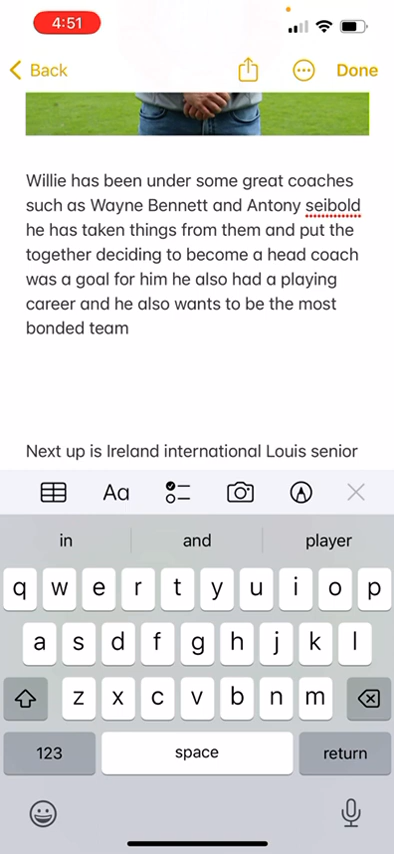 4:51
Back
Done
Willie has been under some great coaches
such as Wayne Bennett and Antony seibold
he has taken things from them and put the
together deciding to become a head coach
was a goal for him he also had a playing
career and he also wants to be the most
bonded team
Next up is Ireland international Louis senior
Aa
in and player
q w e r t y u i o p
a s d f g h j k l
z x c v b n m
123 space return